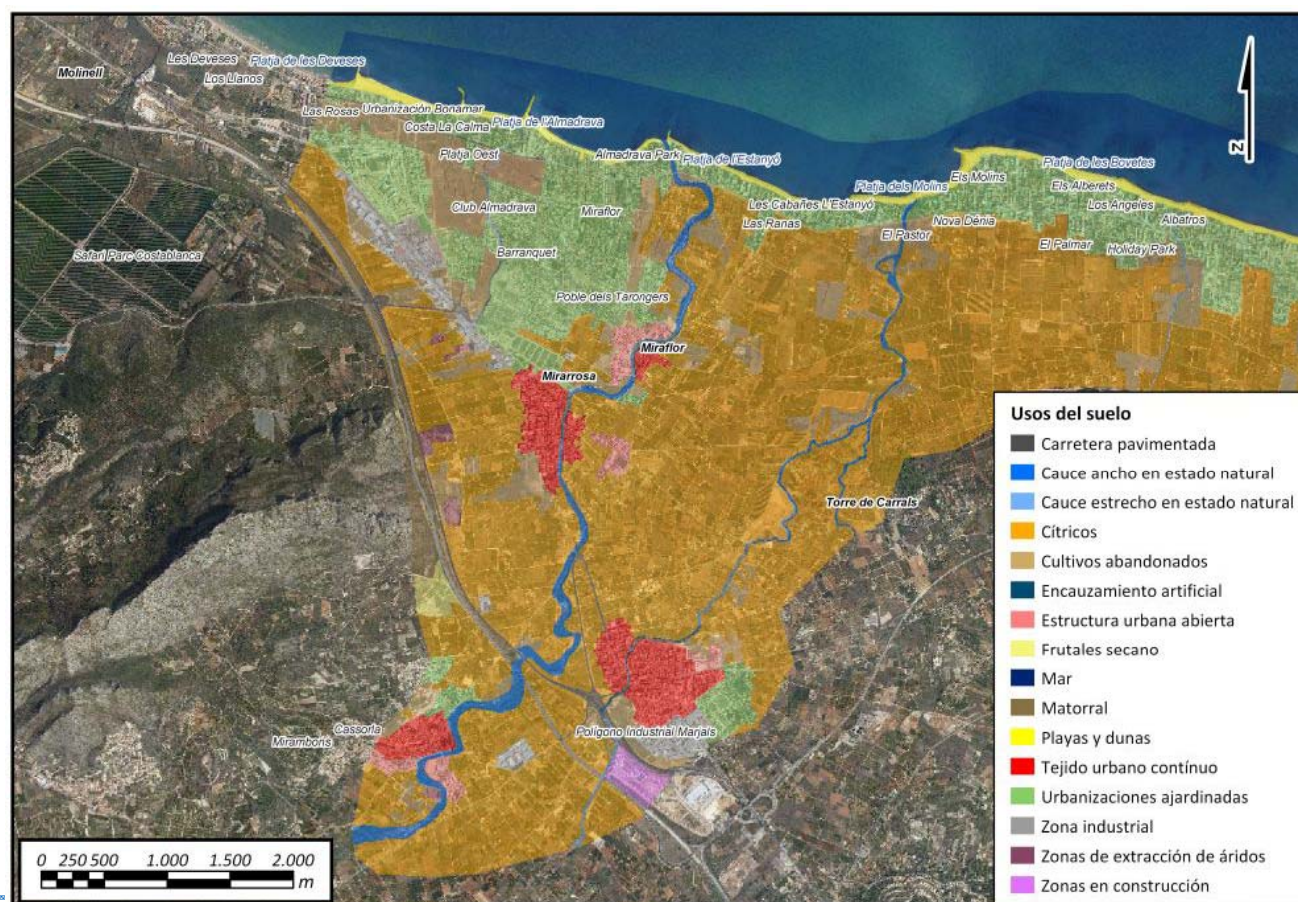 Molinell
Les Deveses
Platja de les Deveses
Los Llanos
Las Rosas
Urbanización Bonamar
Costa La Calma
Platja de l'Almadrava
Platja Oest
Almadrava Park
Platja de l'Estanyó
Club Almadrava
Miraflor
Barranquet
Poble dels Tarongers
Les Cabañes L'Estanyó
Las Ranas
Platja dels Molins
Els Molins
Platja de les Bovetes
Els Alberets
Los Angeles
Albatros
Nova Dénia
El Pastor
El Palmar
Holiday Park
N
Safari Parc Costablanca
Miraflor
Mirarrosa
Torre de Carrals
Cassorla
Mirambons
Polígono Industrial Marjals
Usos del suelo
Carretera pavimentada
Cauce ancho en estado natural
Cauce estrecho en estado natural
Cítricos
Cultivos abandonados
Encauzamiento artificial
Estructura urbana abierta
Frutales secano
Mar
Matorral
Playas y dunas
Tejido urbano contínuo
Urbanizaciones ajardinadas
Zona industrial
Zonas de extracción de áridos
Zonas en construcción
0 250 500 1.000 1.500 2.000
m